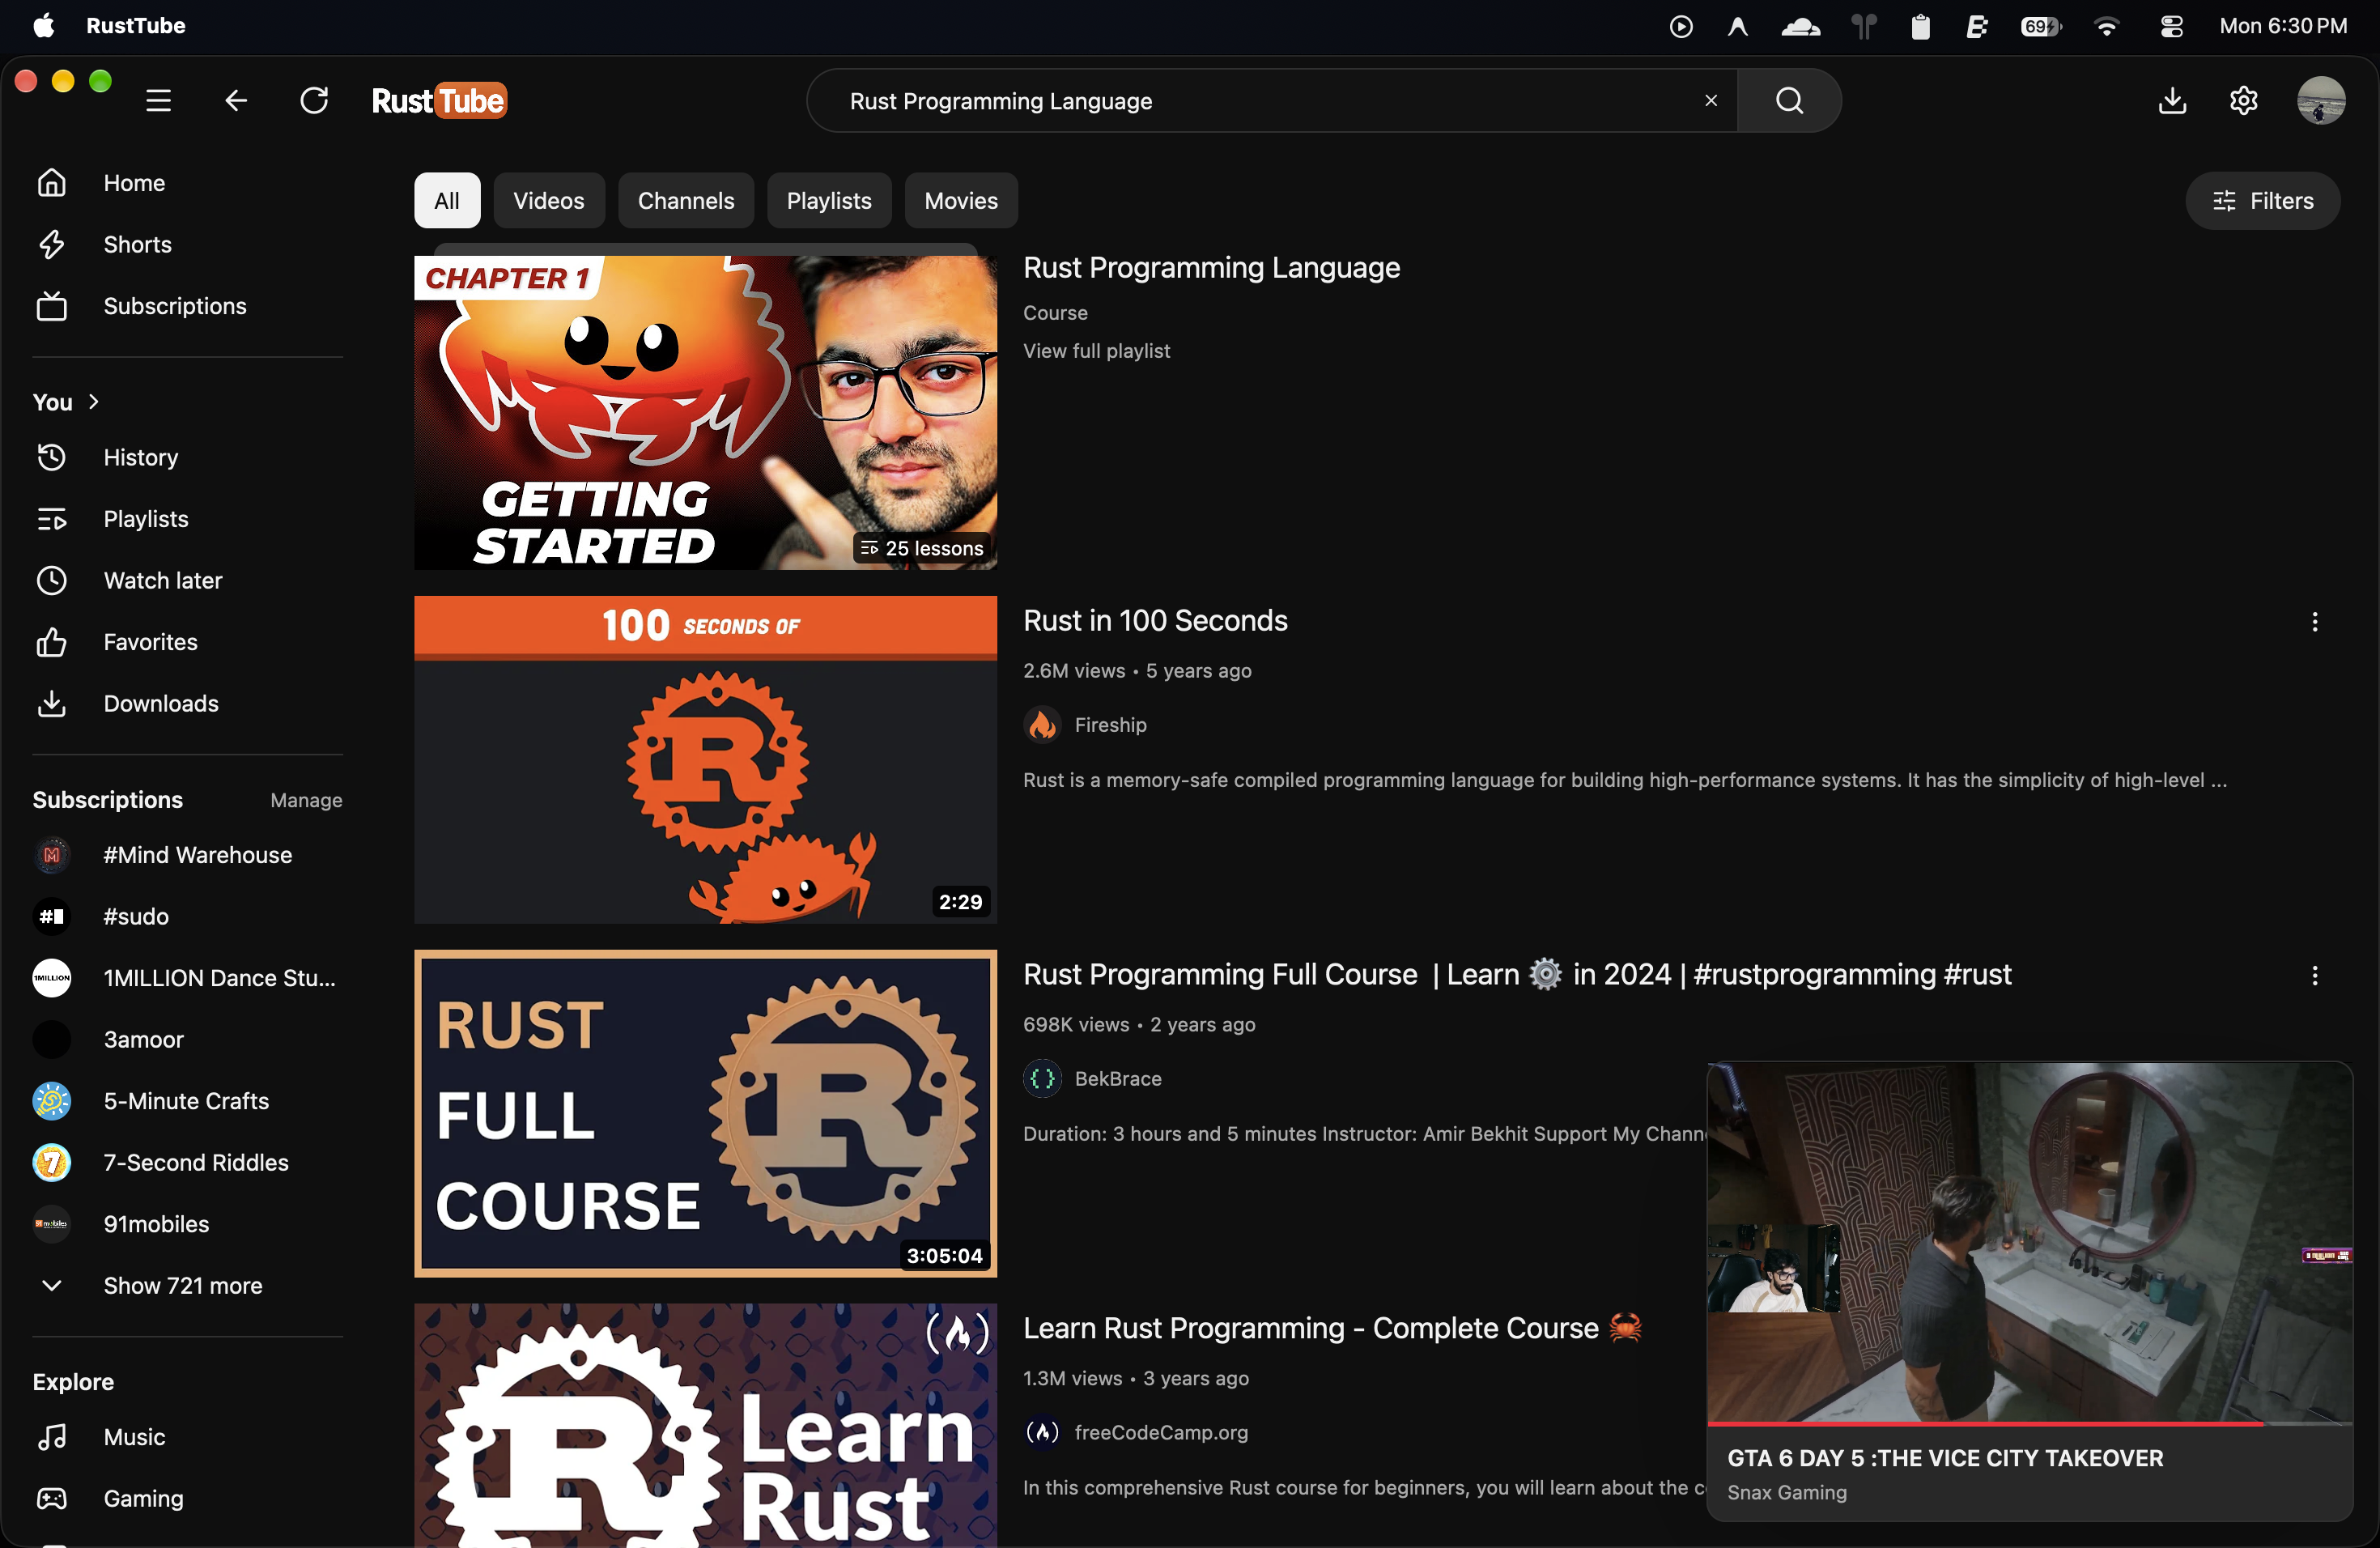 RustTube
69
Mon 6:30 PM
RustTube
Rust Programming Language
Home
Shorts
Subscriptions
You
History
Playlists
Watch later
Favorites
Downloads
Subscriptions Manage
#Mind Warehouse
#sudo
1MILLION
1MILLION Dance Stu...
3amoor
5-Minute Crafts
7
7-Second Riddles
91mobiles
Show 721 more
Explore
Music
Gaming
All Videos Channels Playlists Movies
Filters
CHAPTER 1
GETTING
STARTED
25 lessons
Rust Programming Language
Course
View full playlist
100 SECONDS OF
R
2:29
Rust in 100 Seconds
2.6M views • 5 years ago
Fireship
Rust is a memory-safe compiled programming language for building high-performance systems. It has the simplicity of high-level ...
RUST
FULL
COURSE
R
3:05:04
Rust Programming Full Course | Learn ⚙️ in 2024 | #rustprogramming #rust
698K views • 2 years ago
BekBrace
Duration: 3 hours and 5 minutes Instructor: Amir Bekhit Support My Chann
R
Learn
Rust
Learn Rust Programming - Complete Course 🦀
1.3M views • 3 years ago
freeCodeCamp.org
In this comprehensive Rust course for beginners, you will learn about the c
GTA 6 DAY 5 :THE VICE CITY TAKEOVER
Snax Gaming